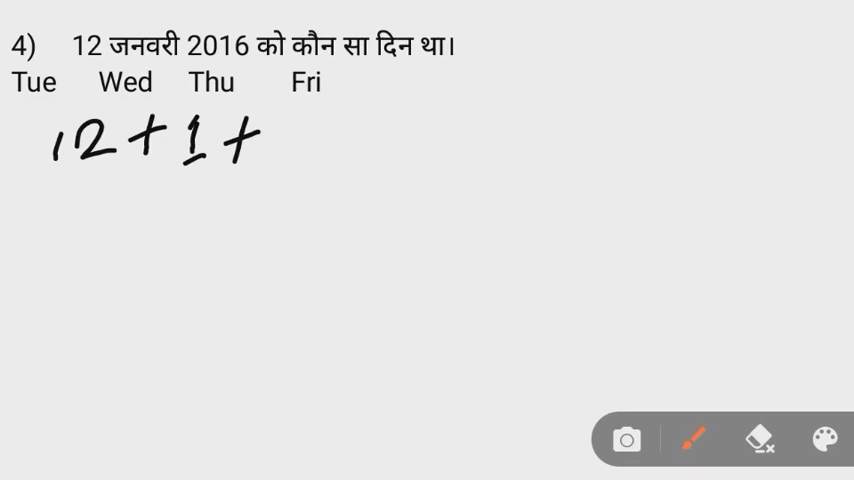 4) 12 जनवरी 2016 को कौन सा दिन था।
Tue Wed Thu Fri
12 + 1 +